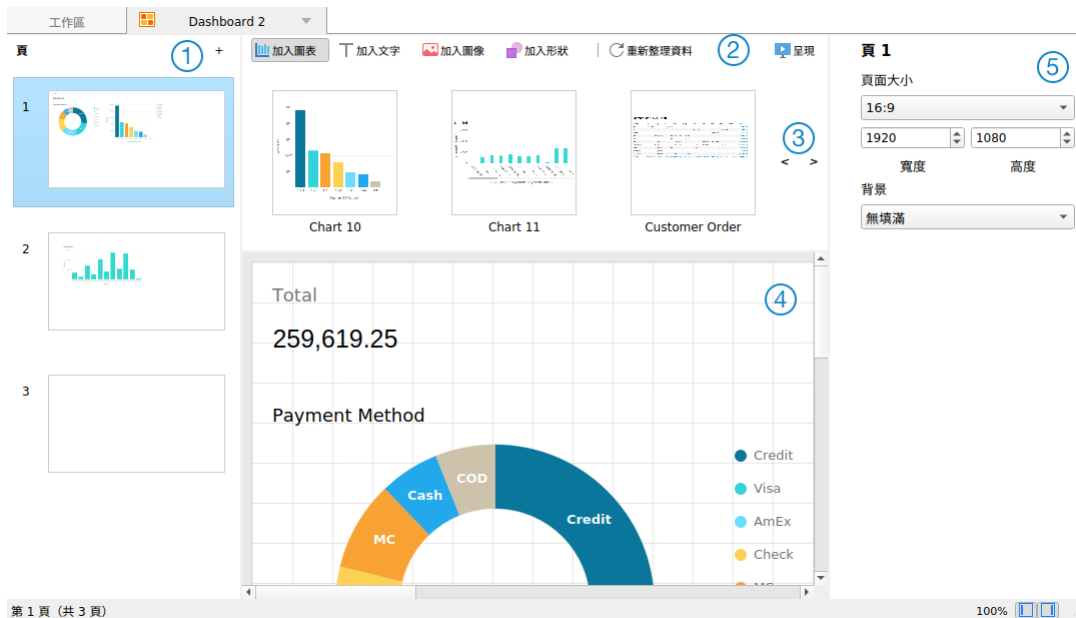 工作區
Dashboard 2
頁
1
+
加入圖表
加入文字
加入圖像
加入形狀
重新整理資料
2
呈現
頁 1
5
頁面大小
16:9
1920
1080
寬度
高度
背景
無填滿
1
2
3
Chart 10
Chart 11
Customer Order
3
< >
Total
259,619.25
4
Payment Method
COD
Cash
MC
Credit
Credit
Visa
AmEx
Check
MC
第 1 頁（共 3 頁）
100%